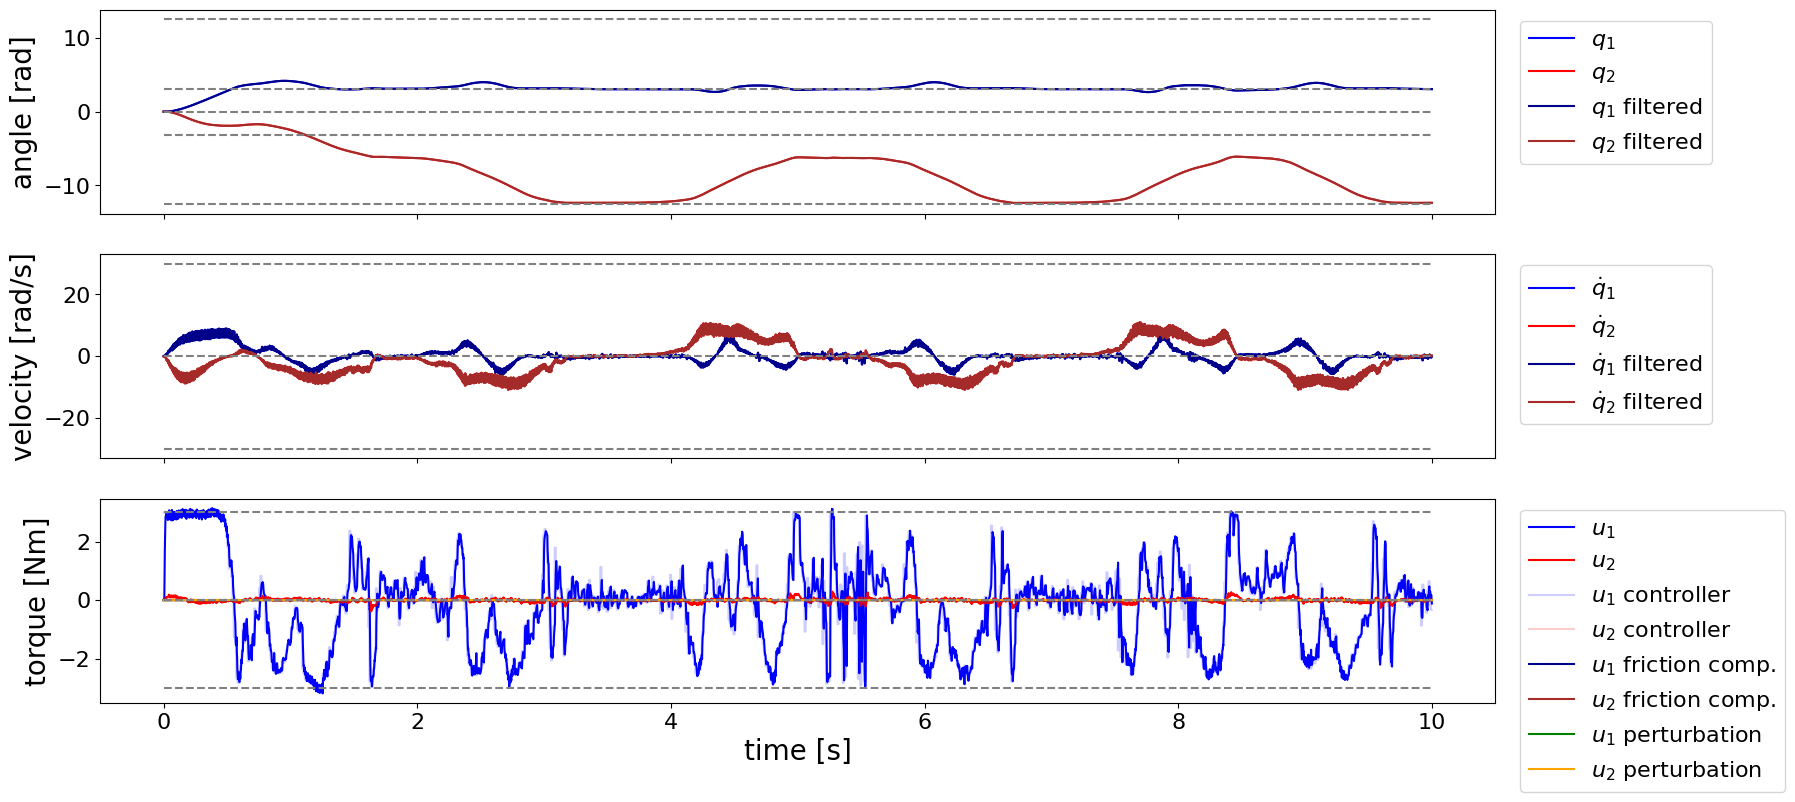 angle [rad]
10
0
−10
q₁
q₂
q₁ filtered
q₂ filtered
velocity [rad/s]
20
0
−20
q̇₁
q̇₂
q̇₁ filtered
q̇₂ filtered
torque [Nm]
2
0
−2
0
2
4
6
8
10
time [s]
u₁
u₂
u₁ controller
u₂ controller
u₁ friction comp.
u₂ friction comp.
u₁ perturbation
u₂ perturbation